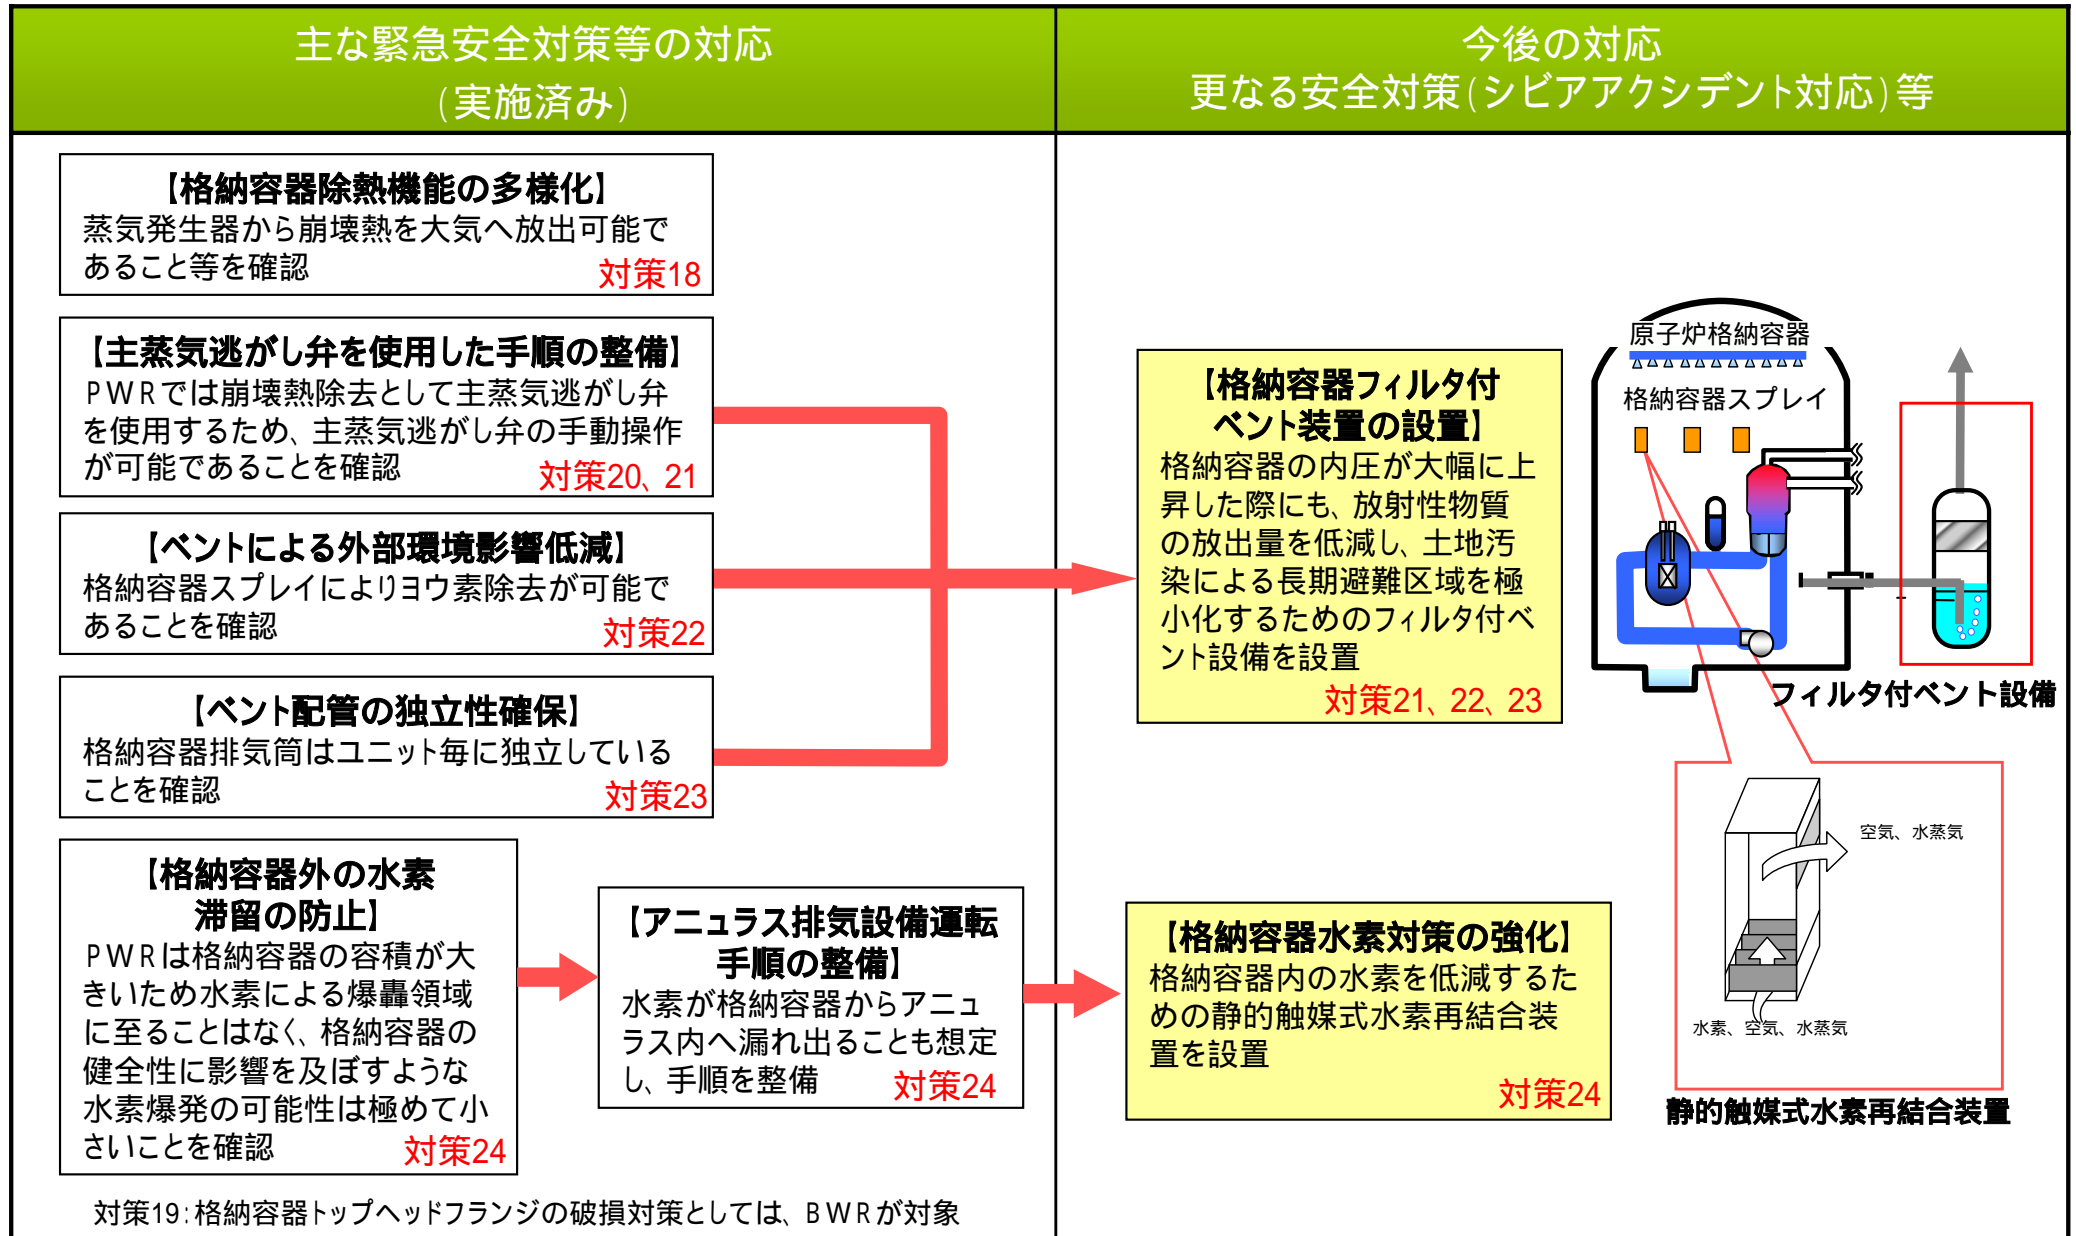 主な緊急安全対策等の対応
(実施済み)
今後の対応
更なる安全対策(シビアアクシデント対応)等
【格納容器除熱機能の多様化】
蒸気発生器から崩壊熱を大気へ放出可能で
あること等を確認
対策18
【主蒸気逃がし弁を使用した手順の整備】
PWRでは崩壊熱除去として主蒸気逃がし弁
を使用するため、主蒸気逃がし弁の手動操作
が可能であることを確認
対策20、21
【ベントによる外部環境影響低減】
格納容器スプレイによりヨウ素除去が可能で
あることを確認
対策22
【ベント配管の独立性確保】
格納容器排気筒はユニット毎に独立している
ことを確認
対策23
【格納容器外の水素
滞留の防止】
PWRは格納容器の容積が大
きいため水素による爆轟領域
に至ることはなく、格納容器の
健全性に影響を及ぼすような
水素爆発の可能性は極めて小
さいことを確認
対策24
【アニュラス排気設備運転
手順の整備】
水素が格納容器からアニュ
ラス内へ漏れ出ることも想定
し、手順を整備
対策24
対策19:格納容器トップヘッドフランジの破損対策としては、BWRが対象
【格納容器フィルタ付
ベント装置の設置】
格納容器の内圧が大幅に上
昇した際にも、放射性物質
の放出量を低減し、土地汚
染による長期避難区域を極
小化するためのフィルタ付ベ
ント設備を設置
対策21、22、23
原子炉格納容器
格納容器スプレイ
フィルタ付ベント設備
【格納容器水素対策の強化】
格納容器内の水素を低減するた
めの静的触媒式水素再結合装
置を設置
対策24
空気、水蒸気
水素、空気、水蒸気
静的触媒式水素再結合装置